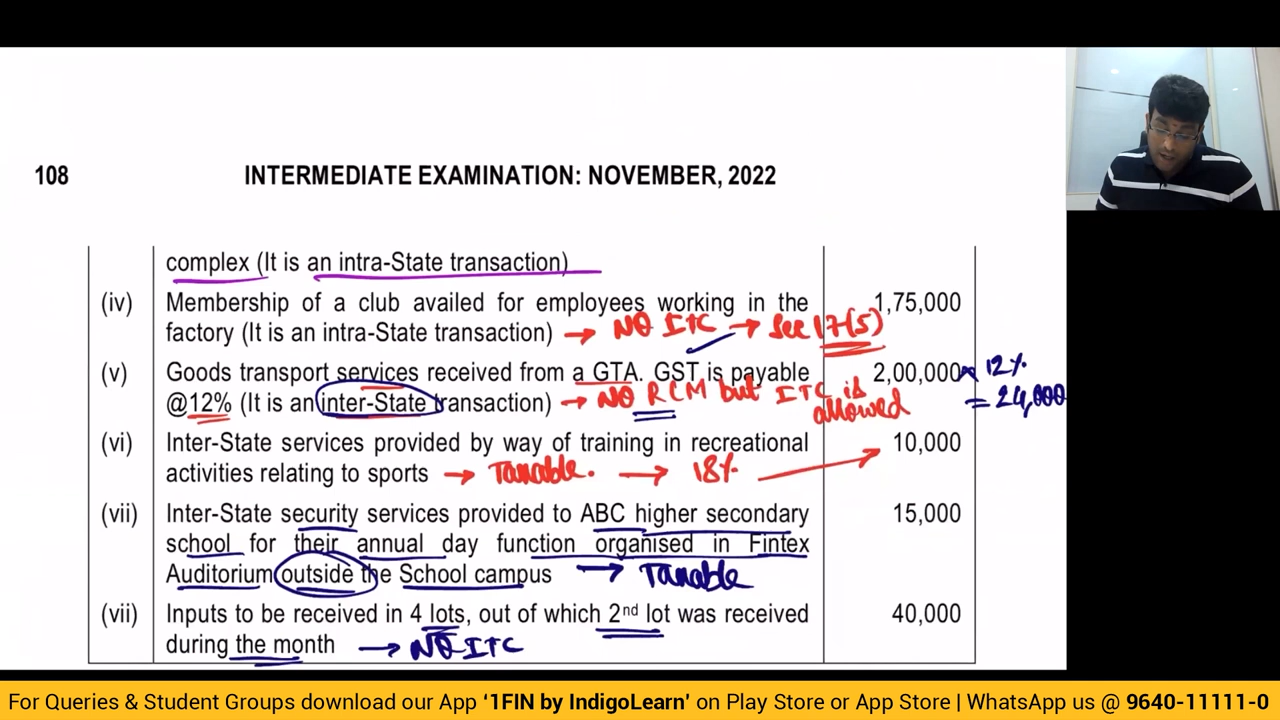 108 INTERMEDIATE EXAMINATION: NOVEMBER, 2022
complex (It is an intra-State transaction)
(iv) Membership of a club availed for employees working in the 1,75,000
factory (It is an intra-State transaction) → NO ITC → Sec 17(5)
(v) Goods transport services received from a GTA. GST is payable 2,00,000 × 12%
@12% (It is an inter-State transaction) → NO RCM but ITC is allowed = 24,000
(vi) Inter-State services provided by way of training in recreational 10,000
activities relating to sports → Taxable. → 18%
(vii) Inter-State security services provided to ABC higher secondary 15,000
school for their annual day function organised in Fintex
Auditorium outside the School campus → Taxable
(vii) Inputs to be received in 4 lots, out of which 2nd lot was received 40,000
during the month → NO ITC
For Queries & Student Groups download our App ‘1FIN by IndigoLearn' on Play Store or App Store | WhatsApp us @ 9640-11111-0